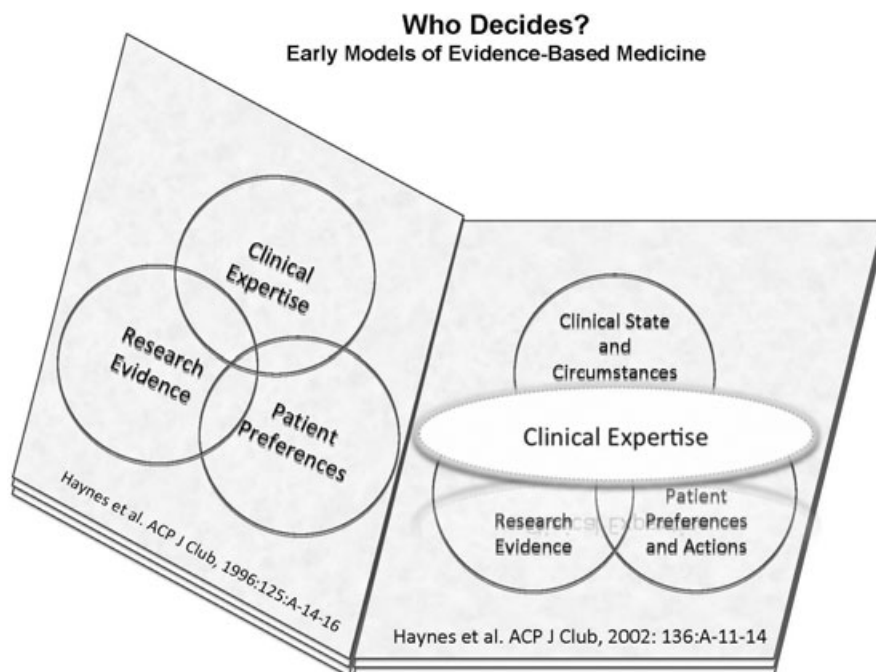 Who Decides?
Early Models of Evidence-Based Medicine
Clinical
Expertise
Research
Evidence
Patient
Preferences
Haynes et al. ACP J Club, 1996:125:A-14-16
Clinical State
and
Circumstances
Clinical Expertise
Research
Evidence
Patient
Preferences
and Actions
Haynes et al. ACP J Club, 2002: 136:A-11-14